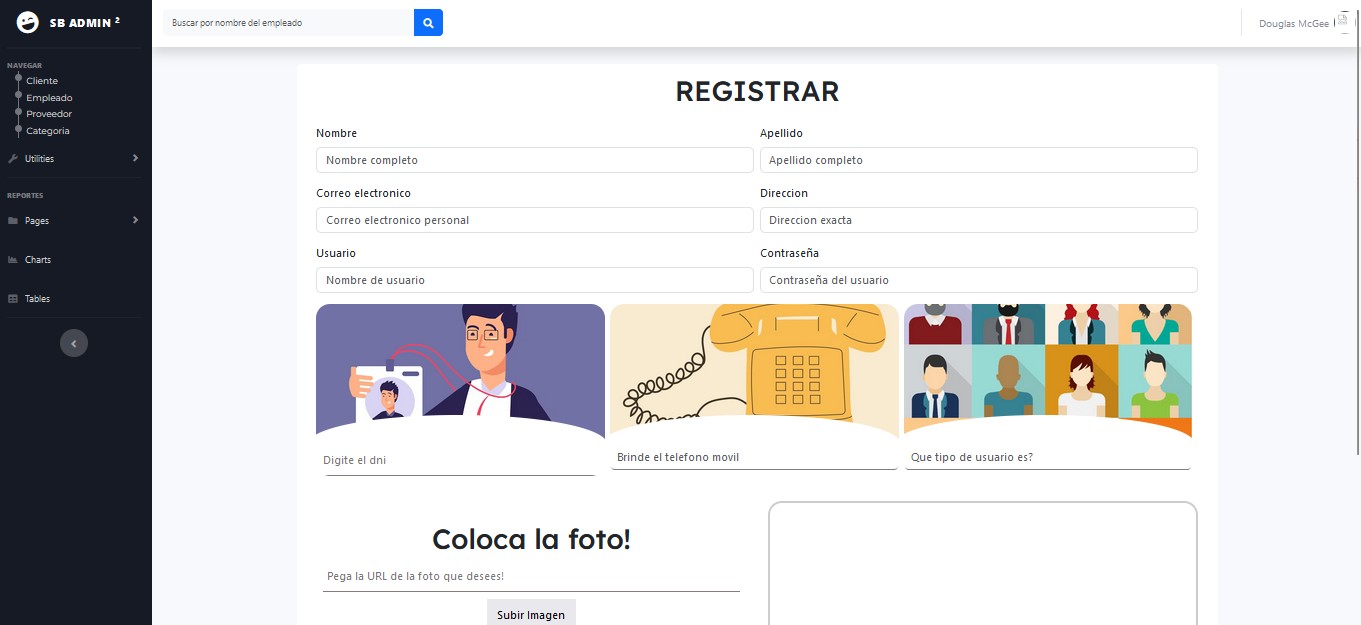 SB ADMIN 2
Buscar por nombre del empleado
Douglas McGee
NAVEGAR
Cliente
Empleado
Proveedor
Categoria
Utilities
REPORTES
Pages
Charts
Tables
REGISTRAR
Nombre
Apellido
Nombre completo
Apellido completo
Correo electronico
Direccion
Correo electronico personal
Direccion exacta
Usuario
Contraseña
Nombre de usuario
Contraseña del usuario
Digite el dni
Brinde el telefono movil
Que tipo de usuario es?
Coloca la foto!
Pega la URL de la foto que desees!
Subir Imagen